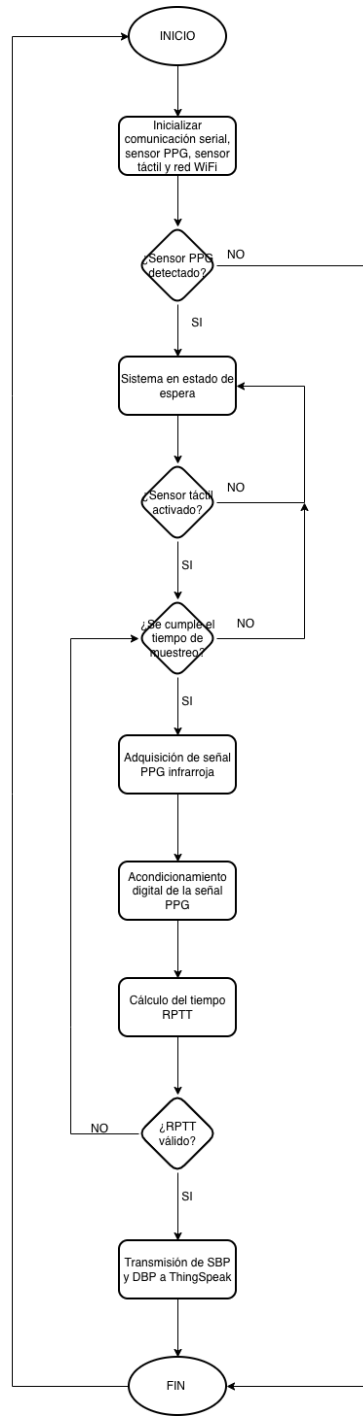 INICIO
Inicializar
comunicación serial,
sensor PPG, sensor
táctil y red WiFi
¿Sensor PPG
detectado?
NO
SI
Sistema en estado de
espera
¿Sensor táctil
activado?
NO
SI
¿Se cumple el
tiempo de
muestreo?
NO
SI
Adquisición de señal
PPG infrarroja
Acondicionamiento
digital de la señal
PPG
Cálculo del tiempo
RPTT
¿RPTT
válido?
NO
SI
Transmisión de SBP
y DBP a ThingSpeak
FIN